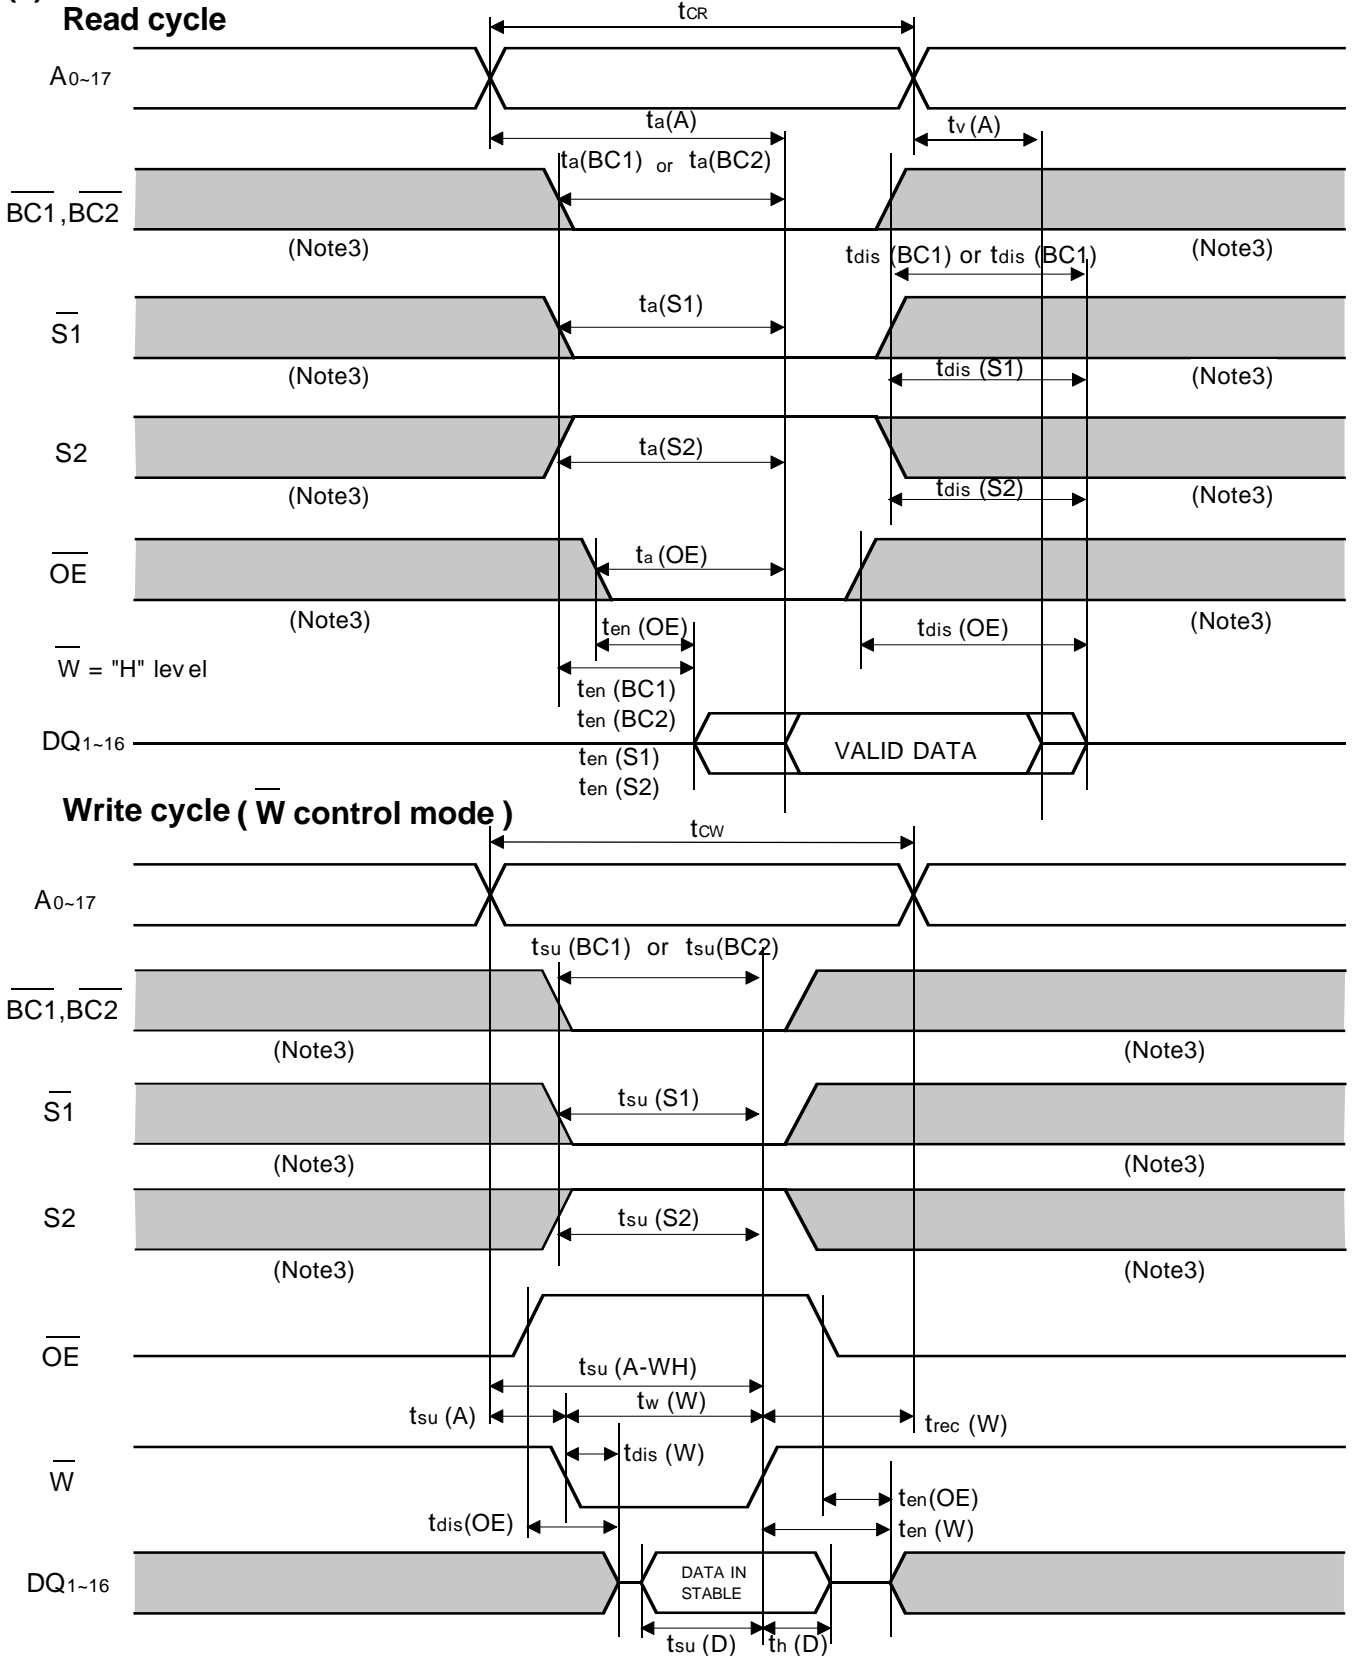 Read cycle
tCR
A0~17
ta(A)
tv (A)
ta(BC1) or ta(BC2)
BC1,BC2
(Note3)
(Note3)
tdis (BC1) or tdis (BC1)
S1
ta(S1)
(Note3)
tdis (S1)
(Note3)
S2
ta(S2)
(Note3)
tdis (S2)
(Note3)
OE
ta (OE)
(Note3)
(Note3)
ten (OE)
tdis (OE)
W = "H" level
ten (BC1)
ten (BC2)
DQ1~16
ten (S1)
VALID DATA
ten (S2)
Write cycle ( W control mode )
tCW
A0~17
tsu (BC1) or tsu(BC2)
BC1,BC2
(Note3)
(Note3)
S1
tsu (S1)
(Note3)
(Note3)
S2
tsu (S2)
(Note3)
(Note3)
OE
tsu (A-WH)
tsu (A)
tw (W)
trec (W)
W
tdis (W)
tdis(OE)
ten(OE)
ten (W)
DQ1~16
DATA IN
STABLE
tsu (D)
th (D)